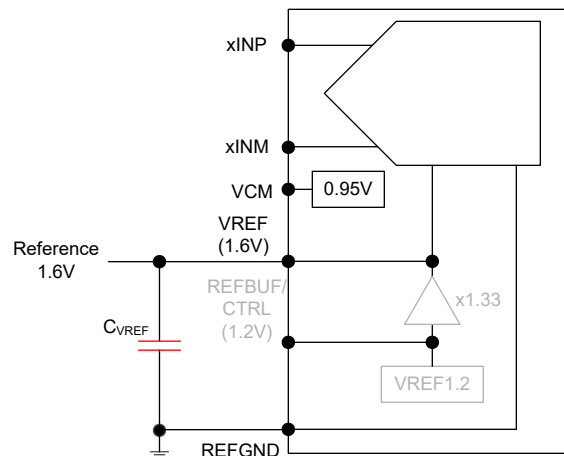 xINP
xINM
VCM
0.95V
VREF
(1.6V)
Reference
1.6V
REFBUF/
CTRL
(1.2V)
x1.33
CVREF
VREF1.2
REFGND